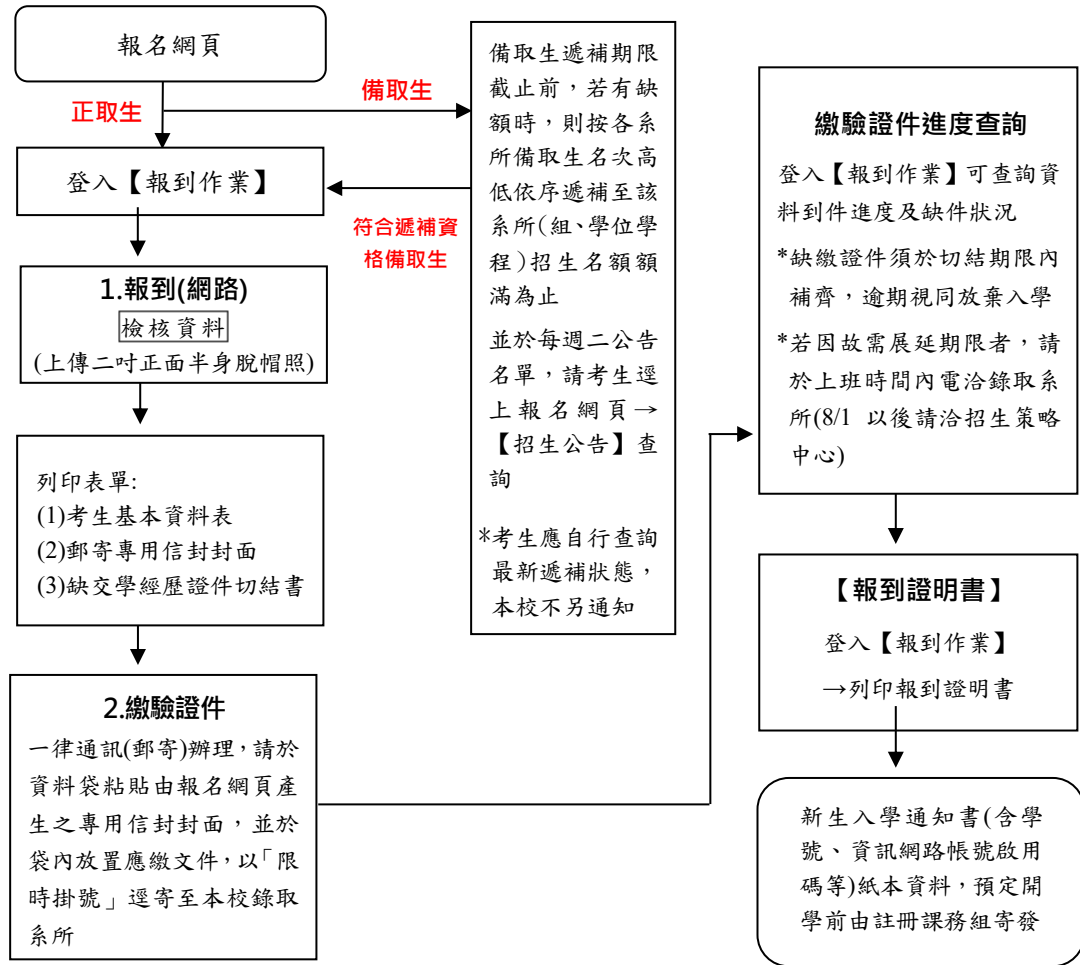 報名網頁
正取生
備取生
登入【報到作業】
符合遞補資
格備取生
1.報到(網路)
檢核資料
(上傳二吋正面半身脫帽照)
列印表單:
(1)考生基本資料表
(2)郵寄專用信封封面
(3)缺交學經歷證件切結書
2.繳驗證件
一律通訊(郵寄)辦理，請於
資料袋粘貼由報名網頁產
生之專用信封封面，並於
袋內放置應繳文件，以「限
時掛號」逕寄至本校錄取
系所
備取生遞補期限
截止前，若有缺
額時，則按各系
所備取生名次高
低依序遞補至該
系所(組、學位學
程)招生名額額
滿為止
並於每週二公告
名單，請考生逕
上報名網頁→
【招生公告】查
詢
*考生應自行查詢
最新遞補狀態，
本校不另通知
繳驗證件進度查詢
登入【報到作業】可查詢資
料到件進度及缺件狀況
*缺繳證件須於切結期限內
補齊，逾期視同放棄入學
*若因故需展延期限者，請
於上班時間內電洽錄取系
所(8/1 以後請洽招生策略
中心)
【報到證明書】
登入【報到作業】
→列印報到證明書
新生入學通知書(含學
號、資訊網路帳號啟用
碼等)紙本資料，預定開
學前由註冊課務組寄發